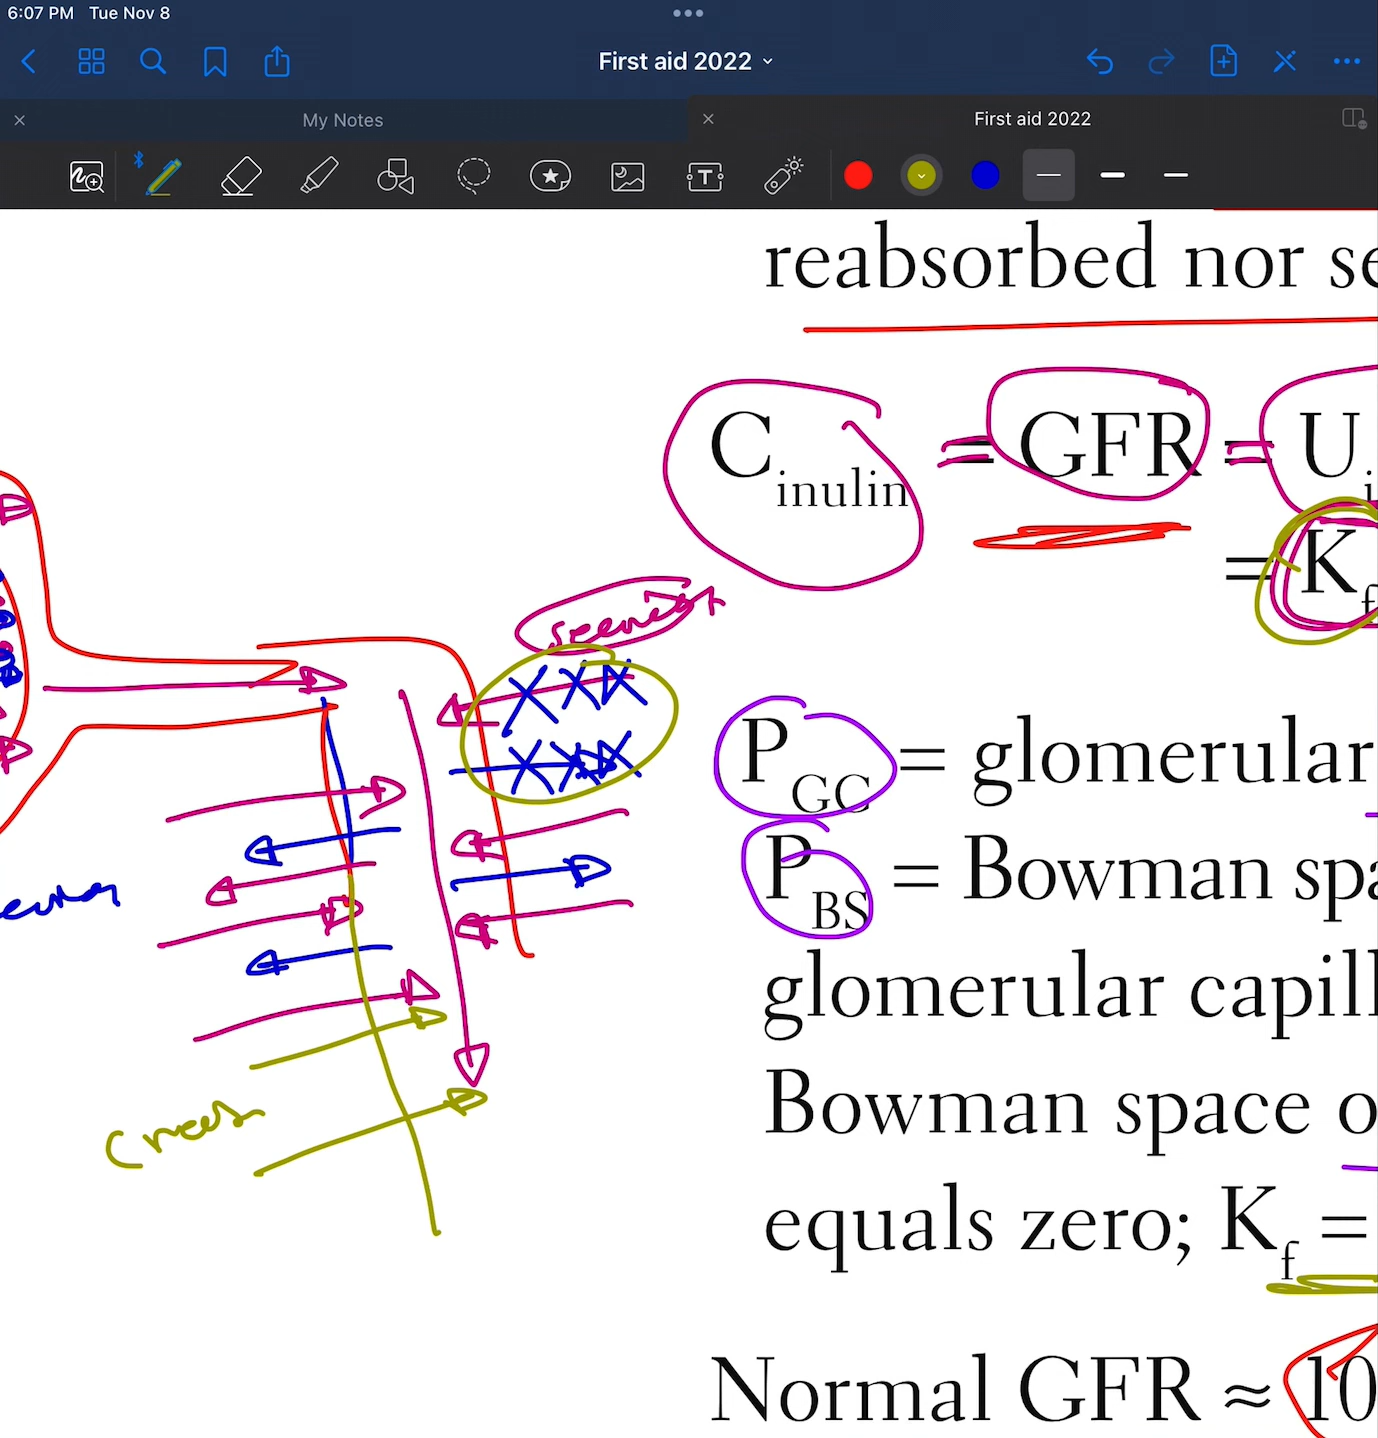 6:07 PM Tue Nov 8
First aid 2022
My Notes
First aid 2022
reabsorbed nor se
C inulin = GFR = U i
= K f
P GC = glomerular
P BS = Bowman spa
glomerular capill
Bowman space o
equals zero; K f =
Normal GFR ≈ 10